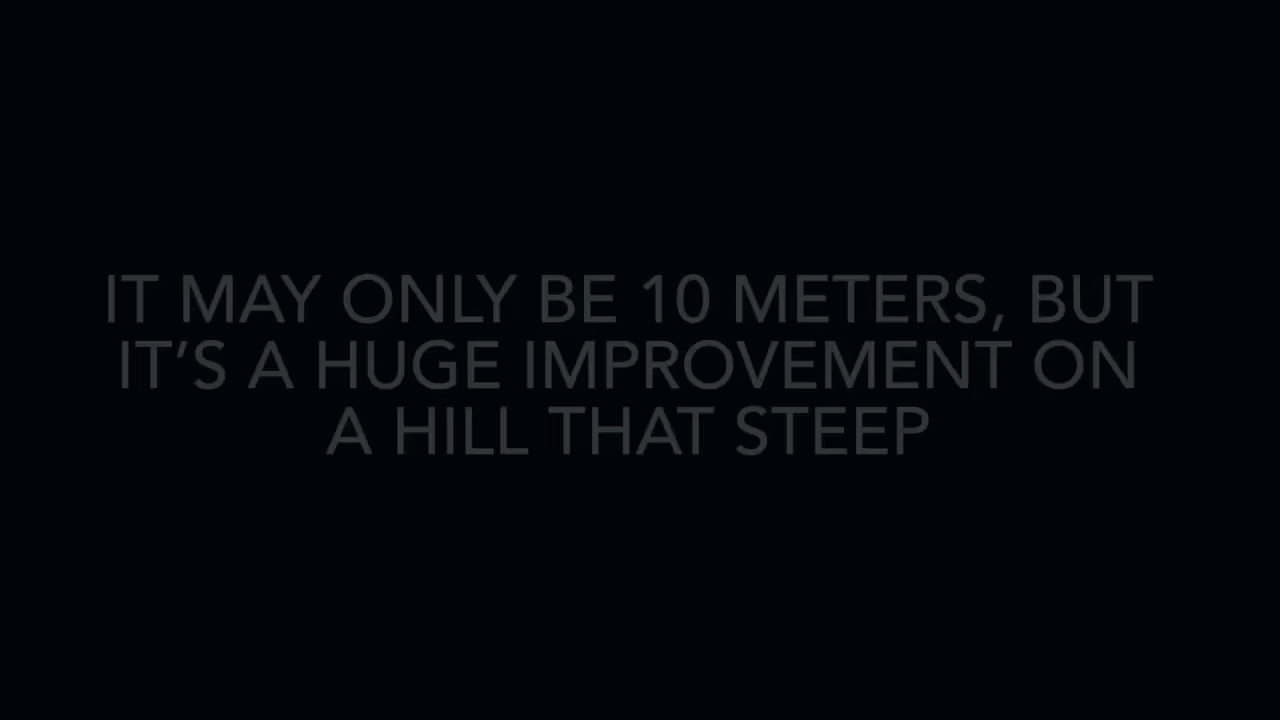 IT MAY ONLY BE 10 METERS, BUT
IT’S A HUGE IMPROVEMENT ON
A HILL THAT STEEP